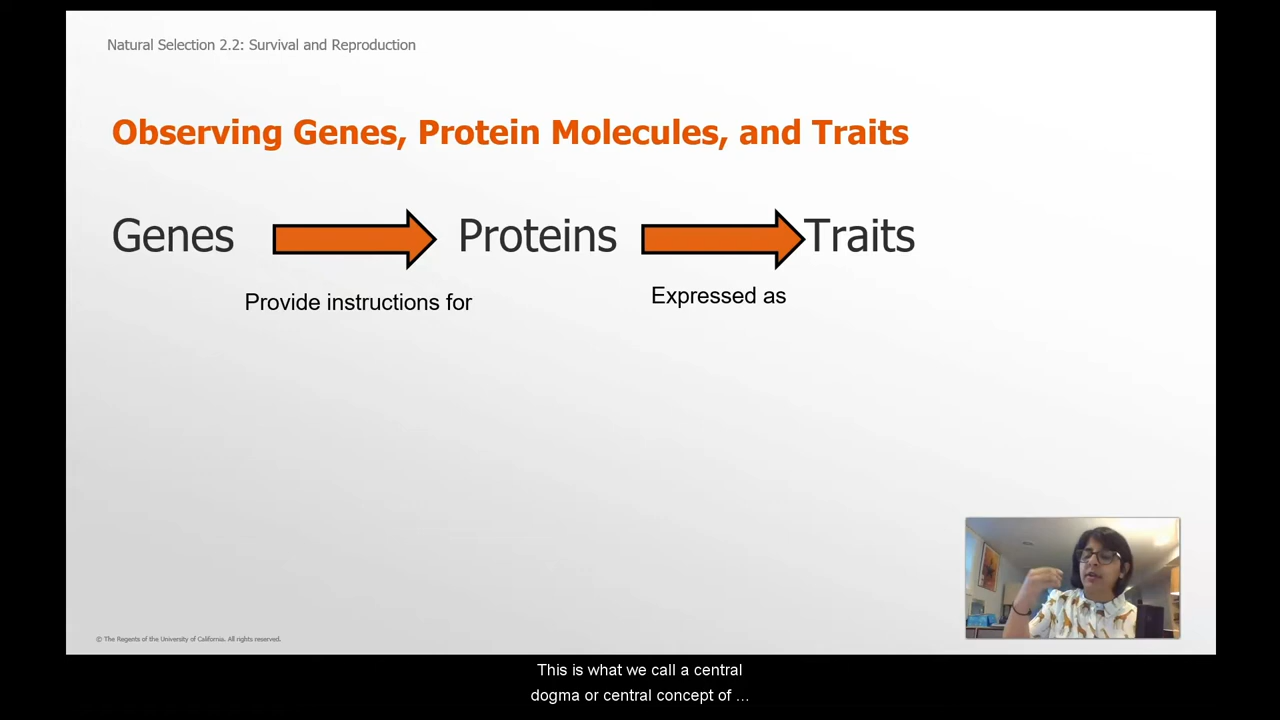 Natural Selection 2.2: Survival and Reproduction
Observing Genes, Protein Molecules, and Traits
Genes Proteins Traits
Provide instructions for Expressed as
© The Regents of the University of California. All rights reserved.
This is what we call a central
dogma or central concept of ...